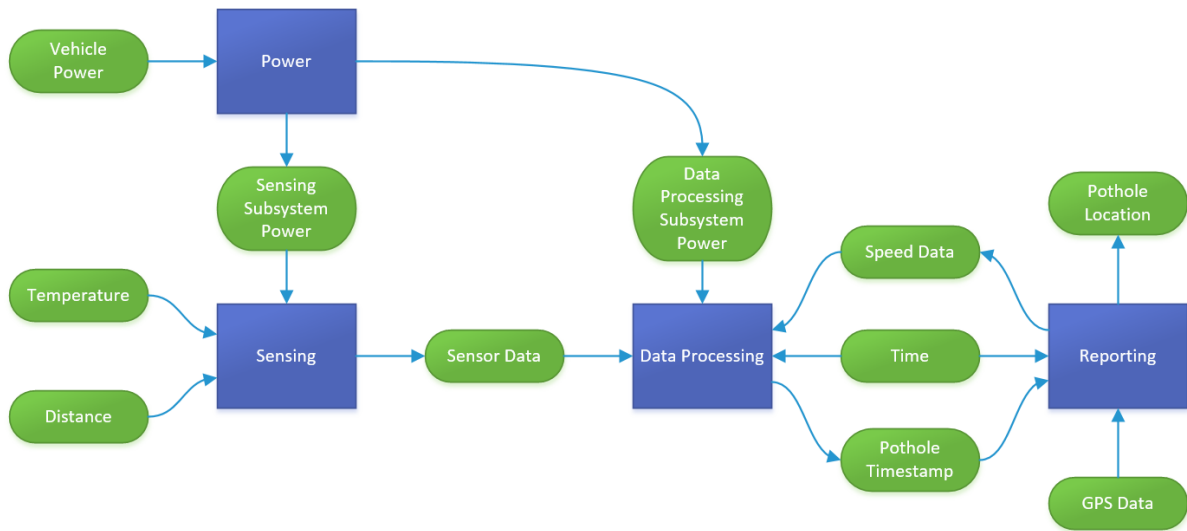 Vehicle
Power
Power
Sensing
Subsystem
Power
Data
Processing
Subsystem
Power
Pothole
Location
Speed Data
Temperature
Sensing
Sensor Data
Data Processing
Time
Reporting
Distance
Pothole
Timestamp
GPS Data